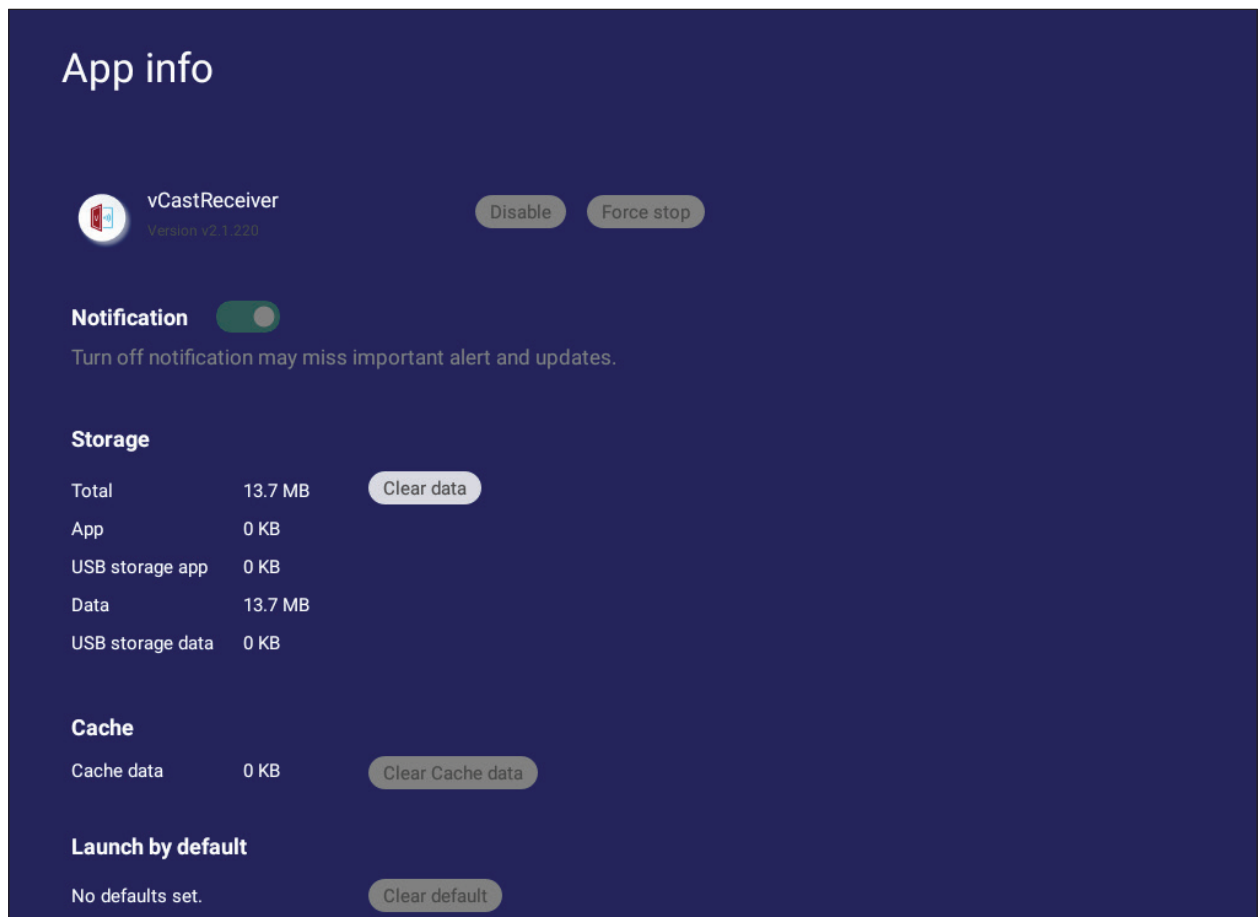 App info
vCastReceiver
Version v2.1.220
Disable
Force stop
Notification
Turn off notification may miss important alert and updates.
Storage
Total 13.7 MB Clear data
App 0 KB
USB storage app 0 KB
Data 13.7 MB
USB storage data 0 KB
Cache
Cache data 0 KB Clear Cache data
Launch by default
No defaults set. Clear default